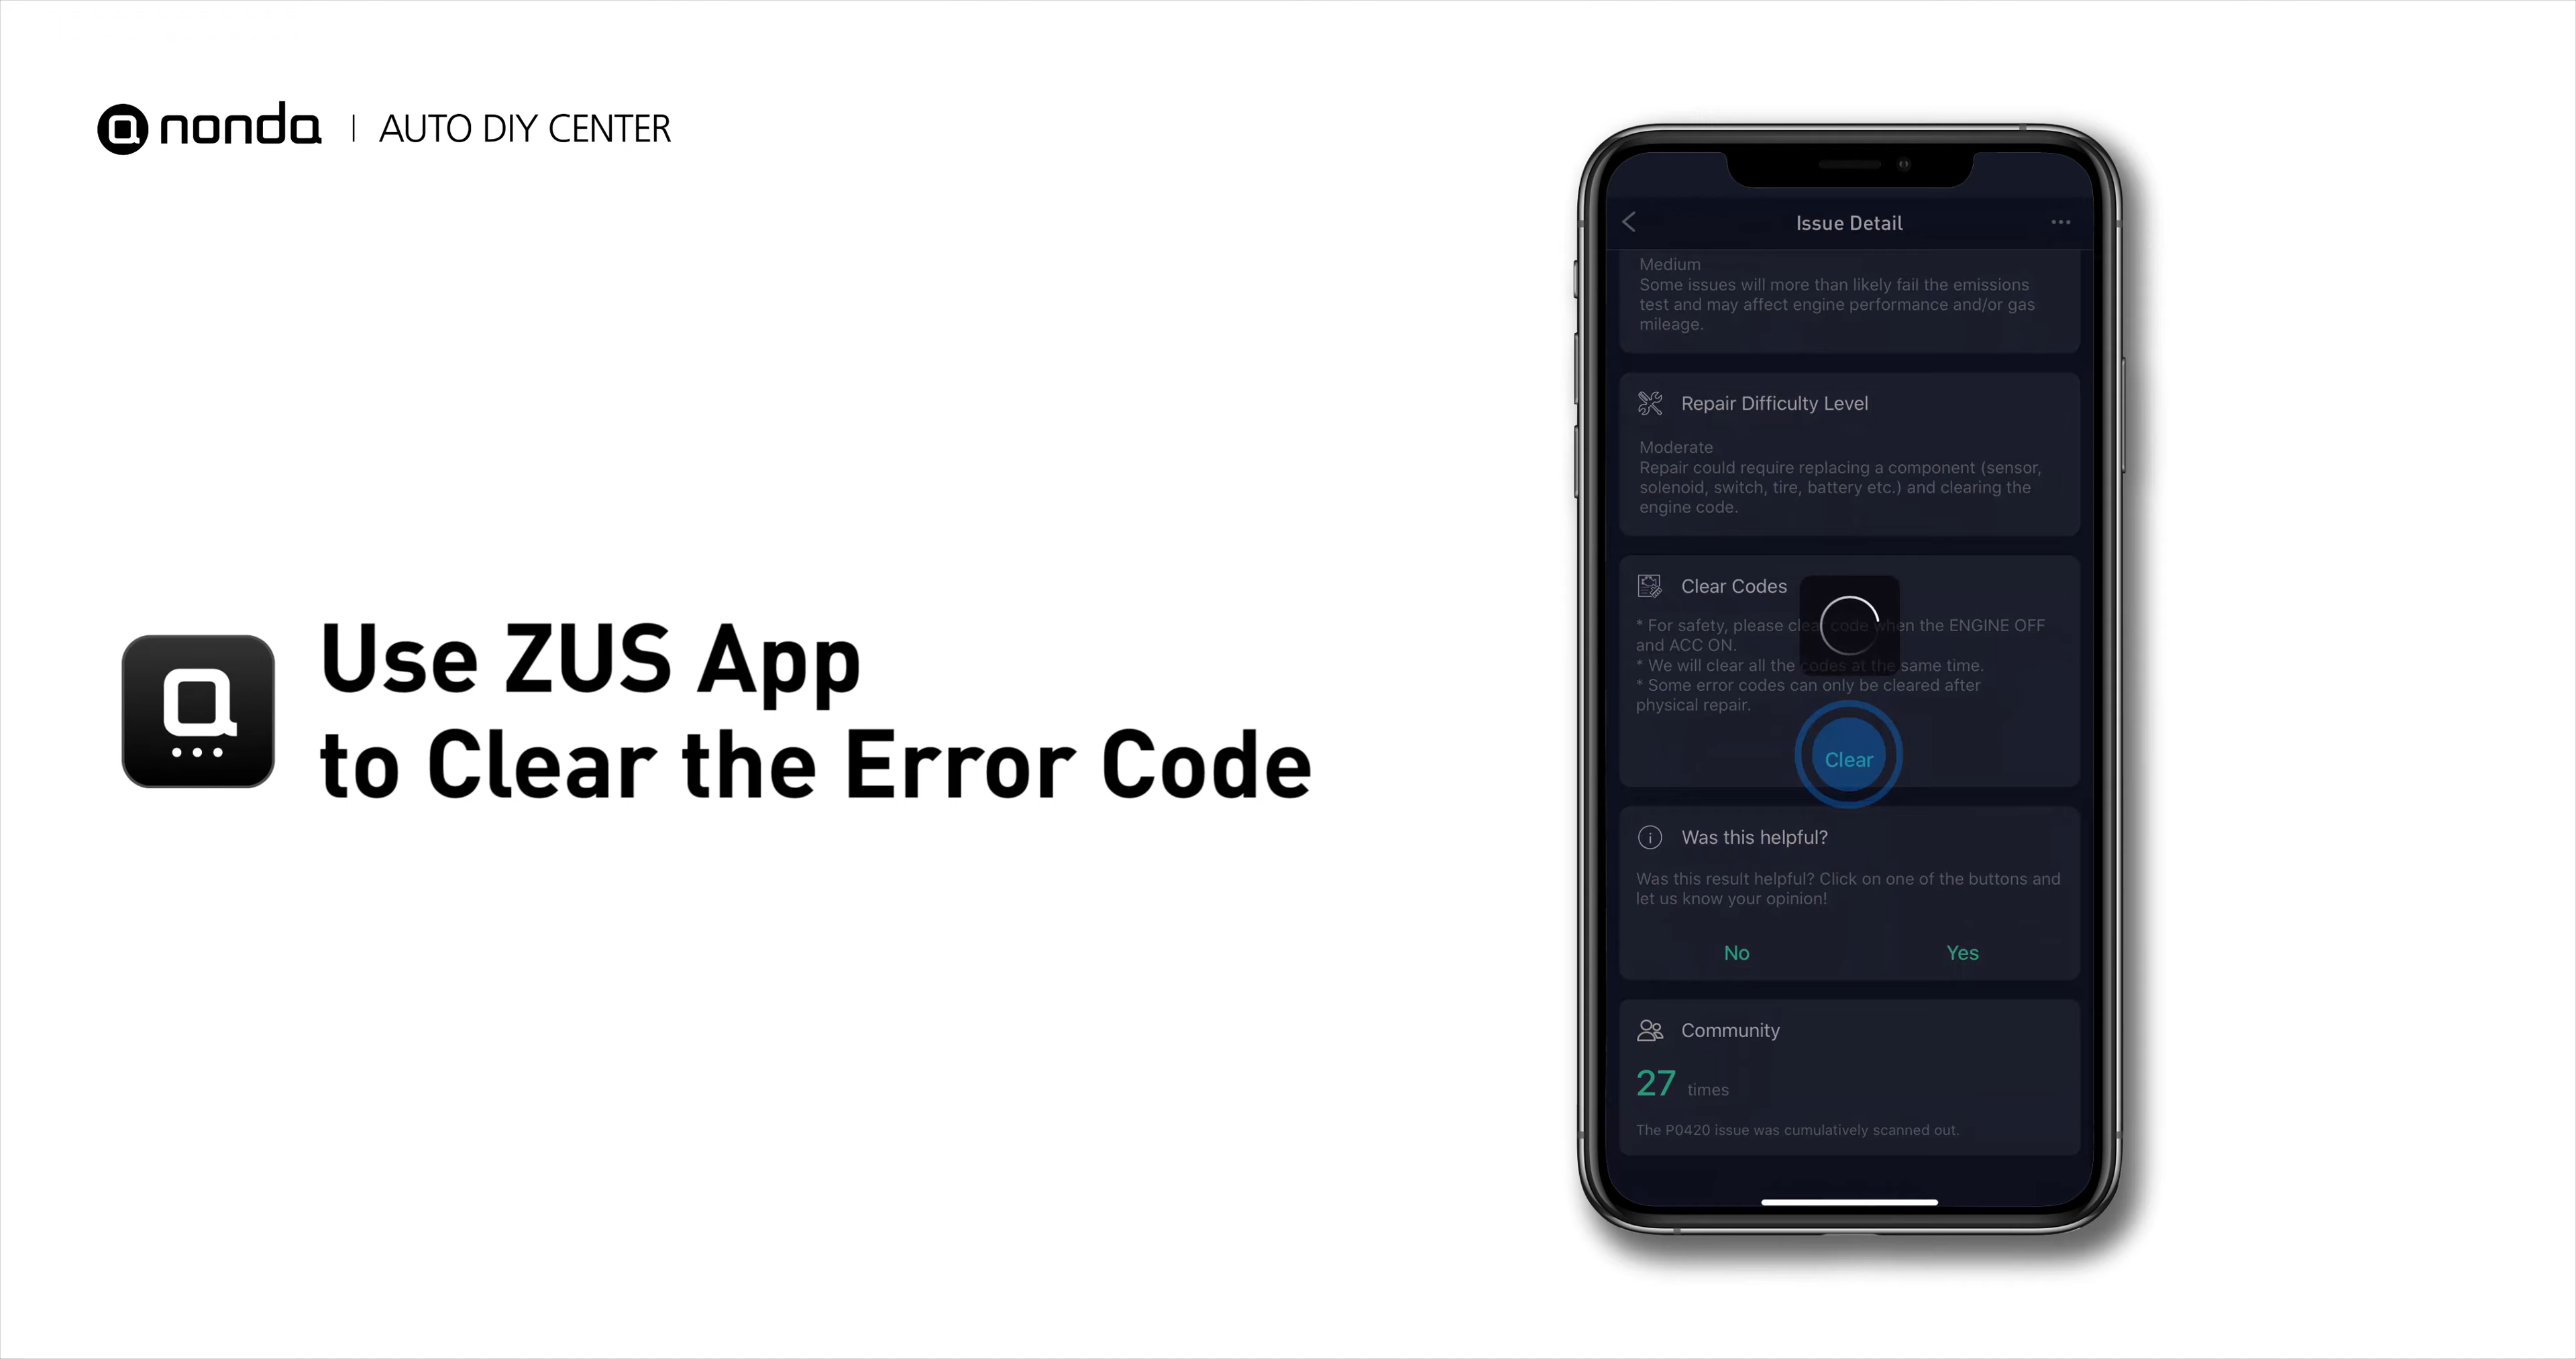 nonda | AUTO DIY CENTER
Use ZUS App
to Clear the Error Code
Issue Detail
Medium
Some issues will more than likely fail the emissions
test and may affect engine performance and/or gas
mileage.
Repair Difficulty Level
Moderate
Repair could require replacing a component (sensor,
solenoid, switch, tire, battery etc.) and clearing the
engine code.
Clear Codes
* For safety, please clear code when the ENGINE OFF
and ACC ON.
* We will clear all the codes at the same time.
* Some error codes can only be cleared after
physical repair.
Clear
Was this helpful?
Was this result helpful? Click on one of the buttons and
let us know your opinion!
No Yes
Community
27 times
The P0420 issue was cumulatively scanned out.